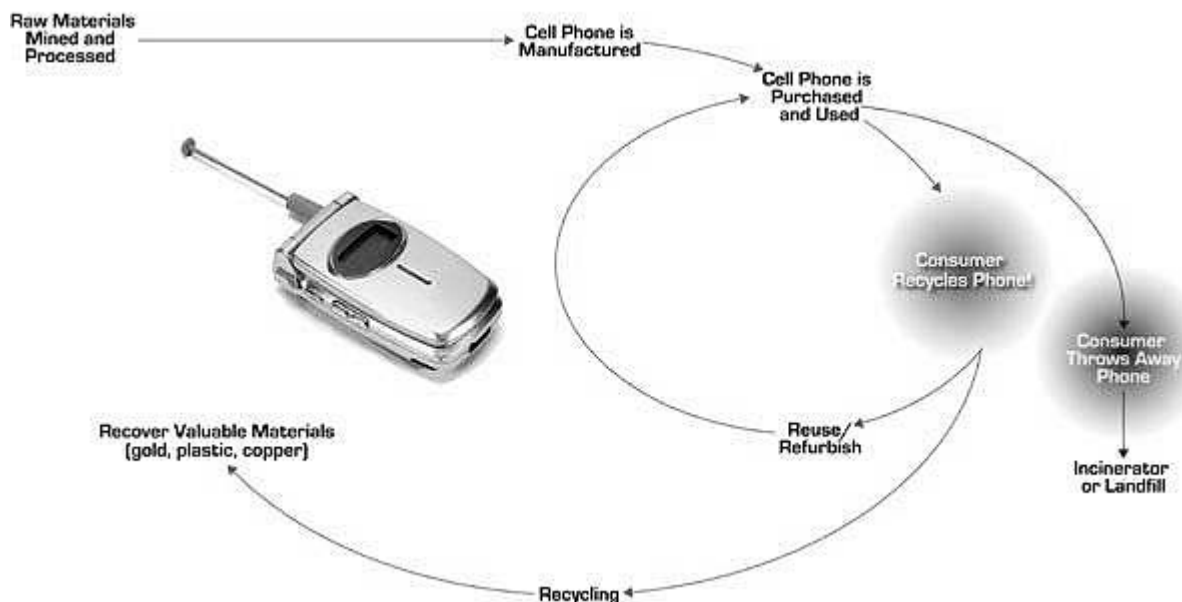 Raw Materials
Mined and
Processed
Cell Phone is
Manufactured
Cell Phone is
Purchased
and Used
Consumer
Recycles Phone!
Consumer
Throws Away
Phone
Reuse/
Refurbish
Incinerator
or Landfill
Recover Valuable Materials
(gold, plastic, copper)
Recycling